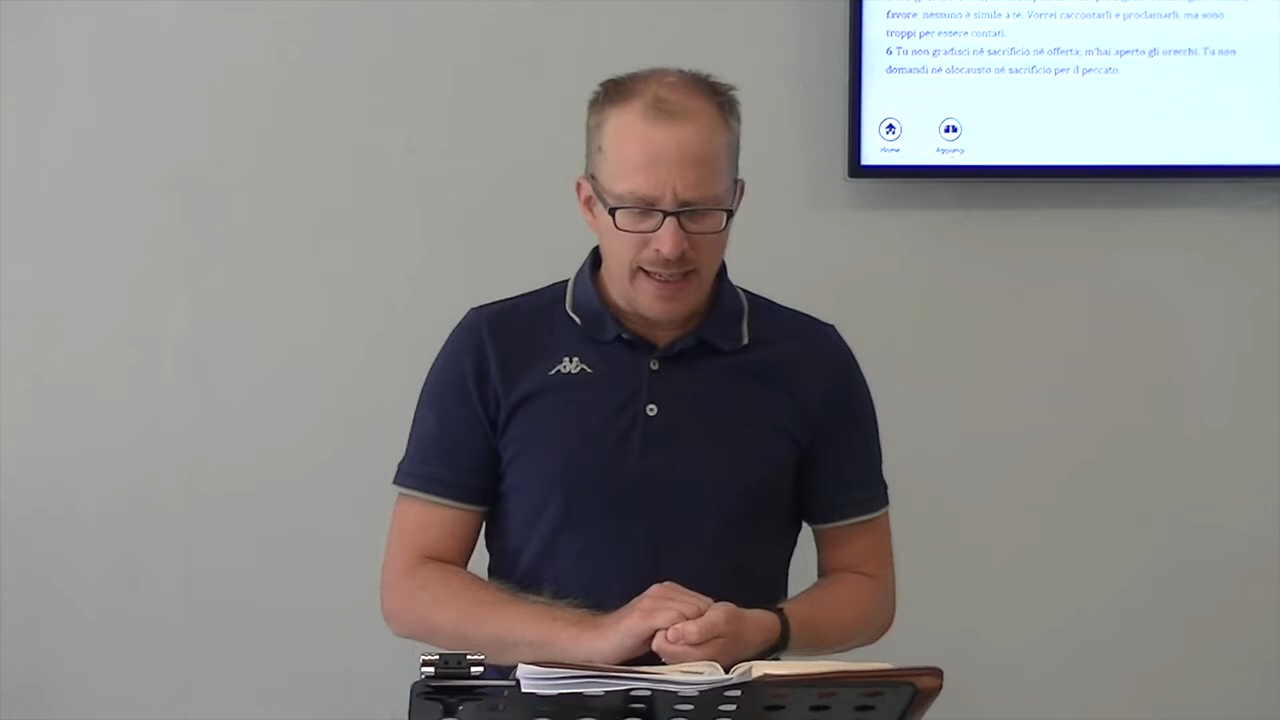 favore: nessuno è simile a te. Vorrei raccontarli e proclamarli, ma sono
troppi per essere contati.
6 Tu non gradisci né sacrificio né offerta; m'hai aperto gli orecchi. Tu non
domandi né olocausto né sacrificio per il peccato.
Home
Aggiungi